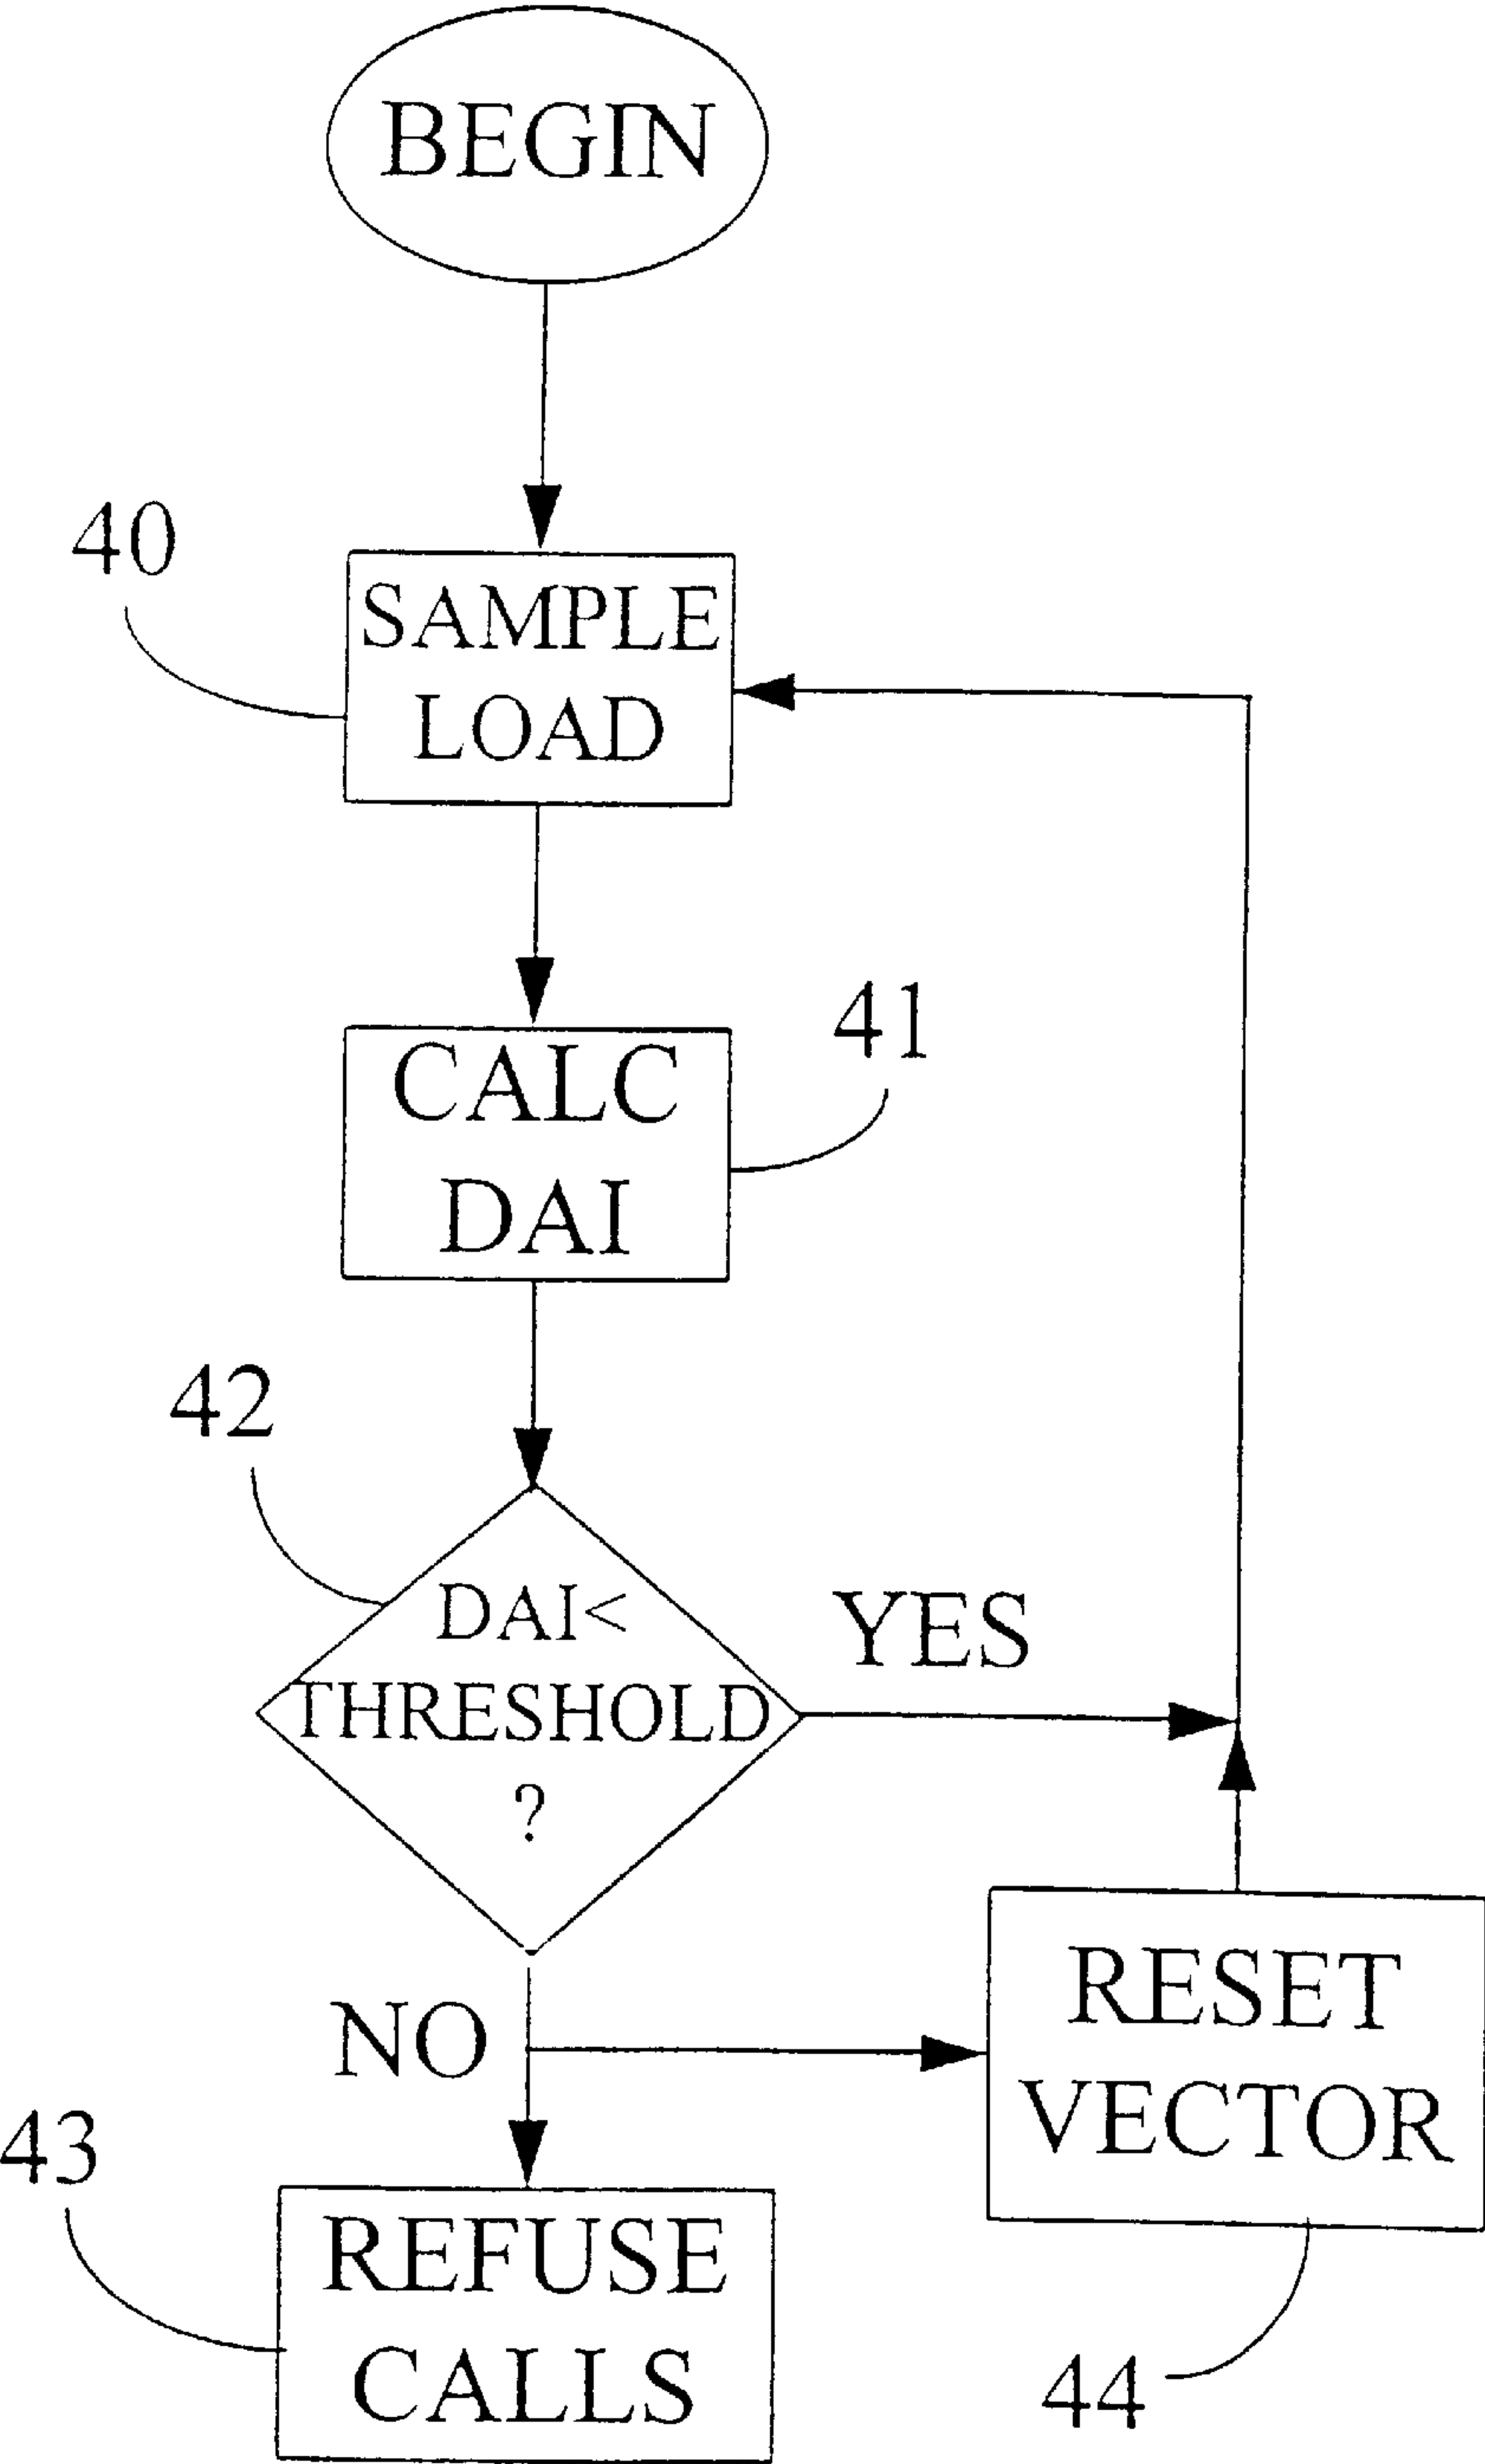 BEGIN
40
SAMPLE
LOAD
41
CALC
DAI
42
DAI<
THRESHOLD
?
YES
NO
RESET
VECTOR
43
REFUSE
CALLS
44